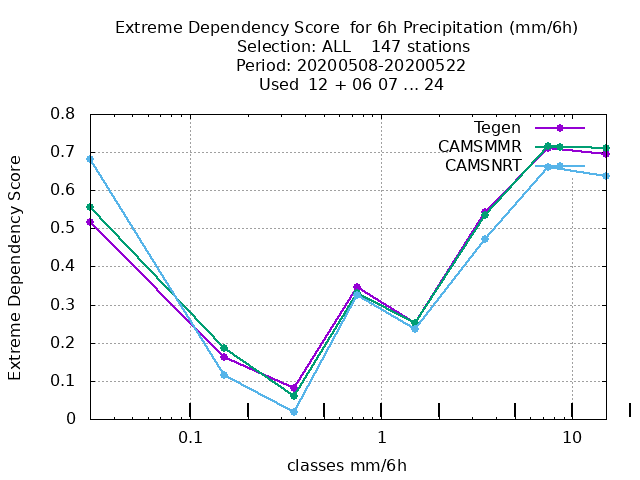 Extreme Dependency Score  for 6h Precipitation (mm/6h)
Selection: ALL    147 stations
Period: 20200508-20200522
Used  12 + 06 07 ... 24
Tegen
CAMSMMR
CAMSNRT
0.8
0.7
0.6
0.5
0.4
0.3
0.2
0.1
0
Extreme Dependency Score
0.1
1
10
classes mm/6h